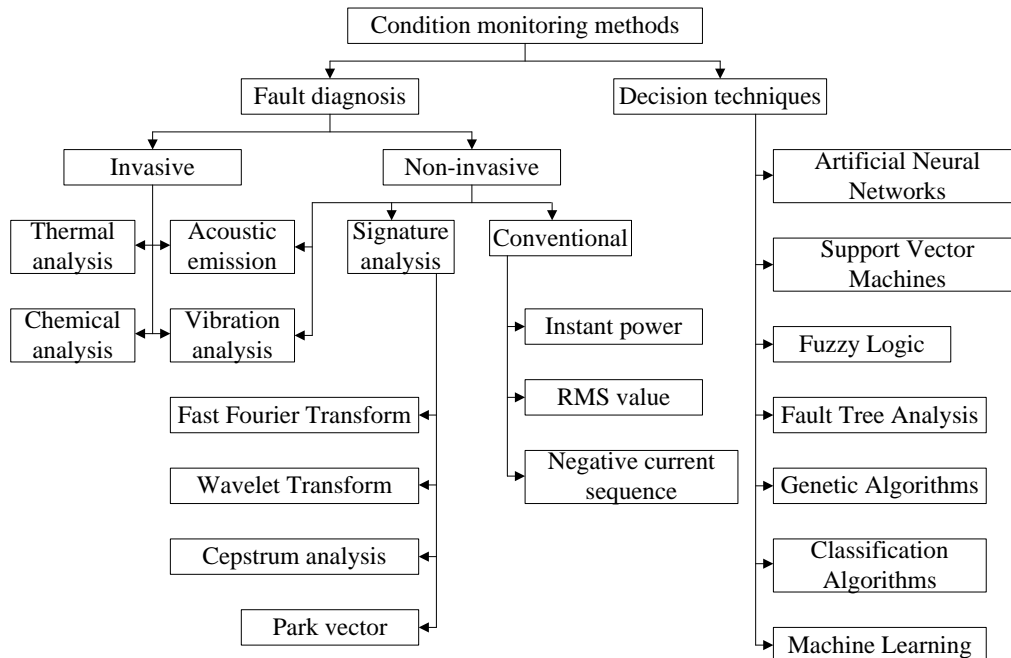 Condition monitoring methods
Fault diagnosis
Decision techniques
Invasive
Non-invasive
Artificial Neural
Networks
Thermal
analysis
Acoustic
emission
Signature
analysis
Conventional
Support Vector
Machines
Chemical
analysis
Vibration
analysis
Instant power
Fuzzy Logic
RMS value
Fast Fourier Transform
Fault Tree Analysis
Negative current
sequence
Wavelet Transform
Genetic Algorithms
Cepstrum analysis
Classification
Algorithms
Park vector
Machine Learning